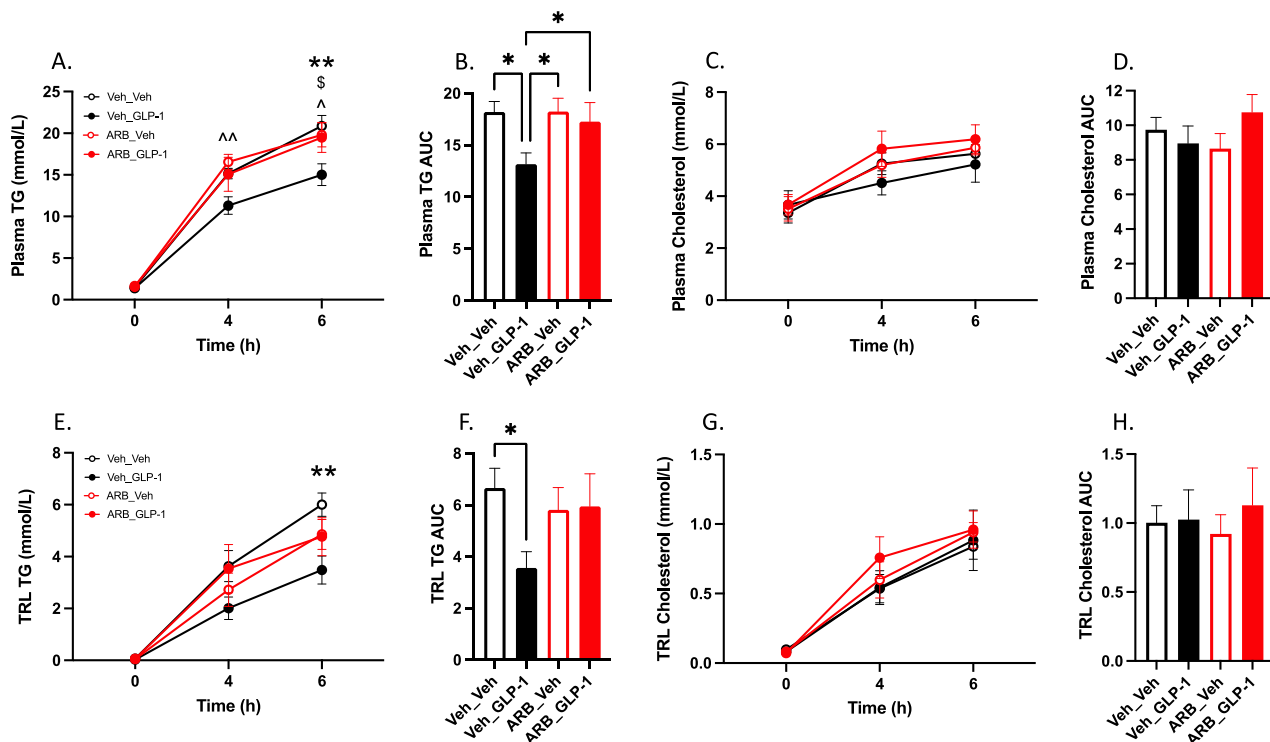 A.
Plasma TG (mmol/L)
25
20
15
10
5
0
Veh_Veh
Veh_GLP-1
ARB_Veh
ARB_GLP-1
^^
**
$
^
0
4
6
Time (h)
B.
Plasma TG AUC
20
15
10
5
0
*
*
*
Veh_Veh
Veh_GLP-1
ARB_Veh
ARB_GLP-1
C.
Plasma Cholesterol (mmol/L)
8
6
4
2
0
0
4
6
Time (h)
D.
Plasma Cholesterol AUC
12
10
8
6
4
2
0
Veh_Veh
Veh_GLP-1
ARB_Veh
ARB_GLP-1
E.
TRL TG (mmol/L)
8
6
4
2
0
Veh_Veh
Veh_GLP-1
ARB_Veh
ARB_GLP-1
**
0
4
6
Time (h)
F.
TRL TG AUC
8
6
4
2
0
*
Veh_Veh
Veh_GLP-1
ARB_Veh
ARB_GLP-1
G.
TRL Cholesterol (mmol/L)
1.5
1.0
0.5
0.0
0
4
6
Time (h)
H.
TRL Cholesterol AUC
1.5
1.0
0.5
0.0
Veh_Veh
Veh_GLP-1
ARB_Veh
ARB_GLP-1